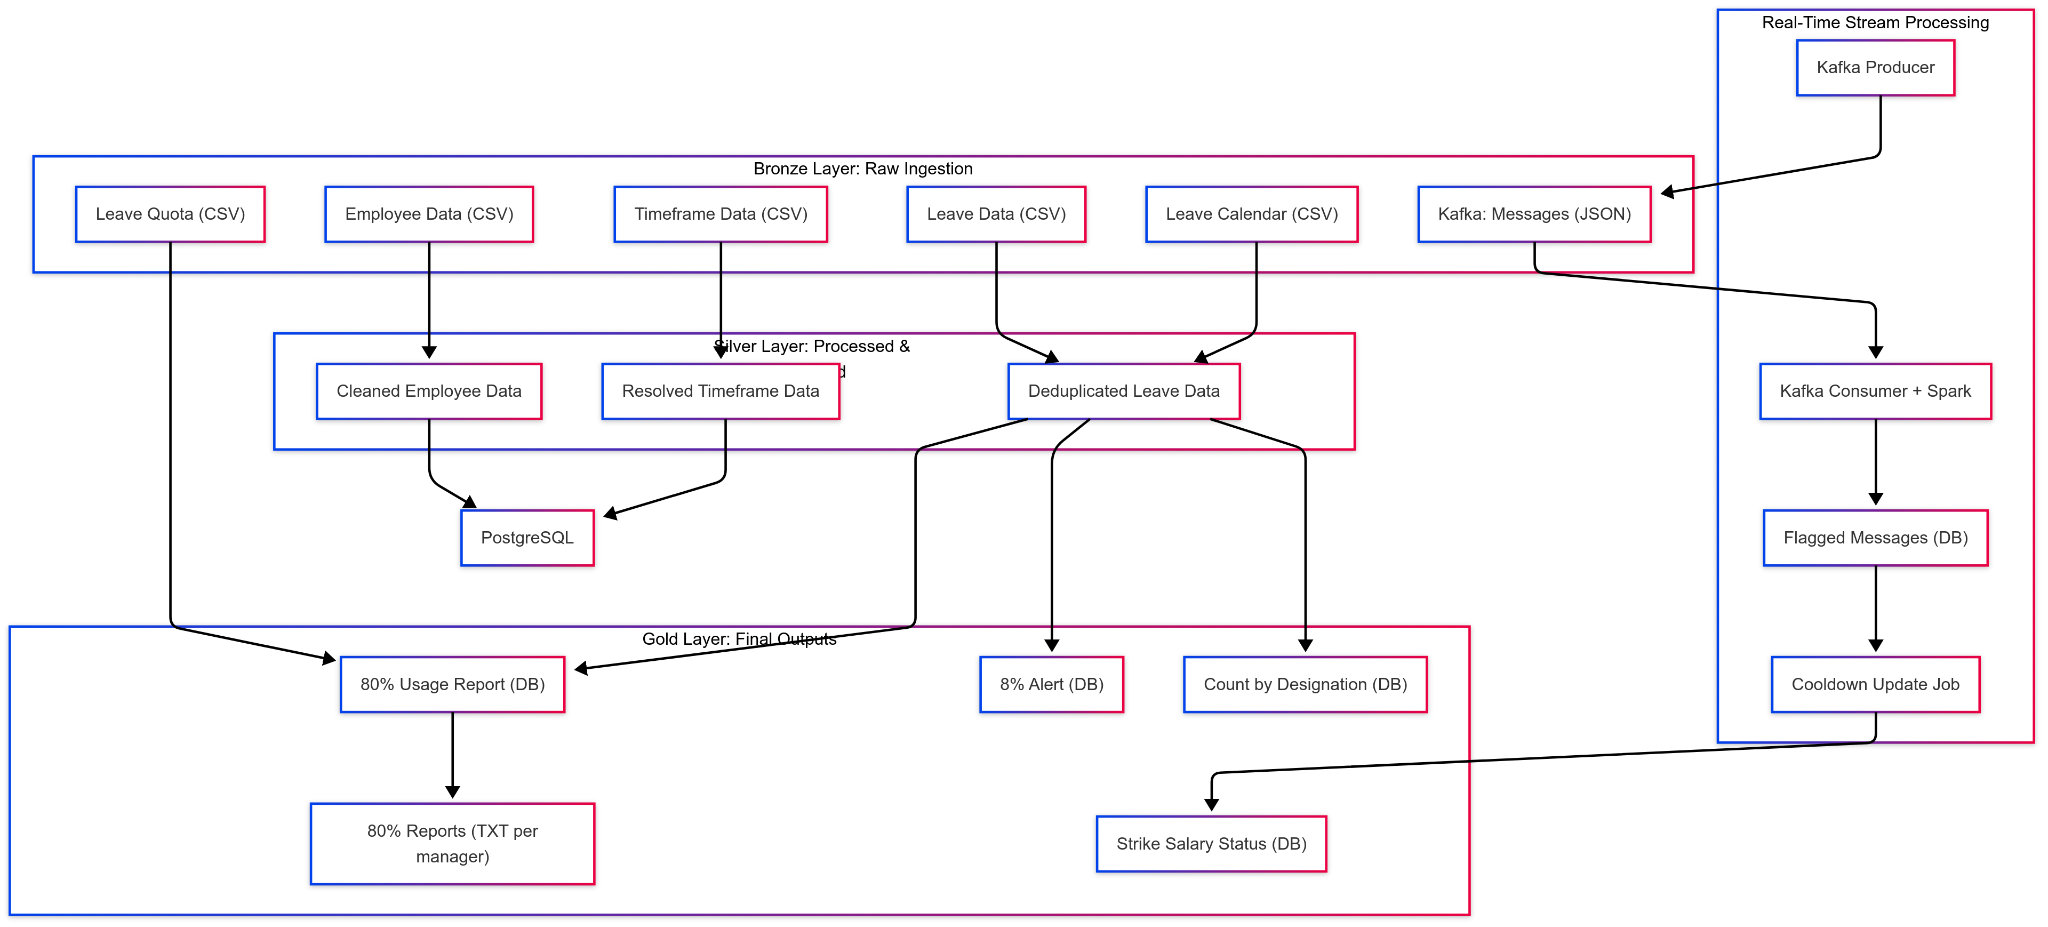 Real-Time Stream Processing
Kafka Producer
Bronze Layer: Raw Ingestion
Leave Quota (CSV)
Employee Data (CSV)
Timeframe Data (CSV)
Leave Data (CSV)
Leave Calendar (CSV)
Kafka: Messages (JSON)
Silver Layer: Processed &
Cleaned Employee Data
Resolved Timeframe Data
Deduplicated Leave Data
Kafka Consumer + Spark
PostgreSQL
Flagged Messages (DB)
Gold Layer: Final Outputs
80% Usage Report (DB)
8% Alert (DB)
Count by Designation (DB)
Cooldown Update Job
80% Reports (TXT per
manager)
Strike Salary Status (DB)